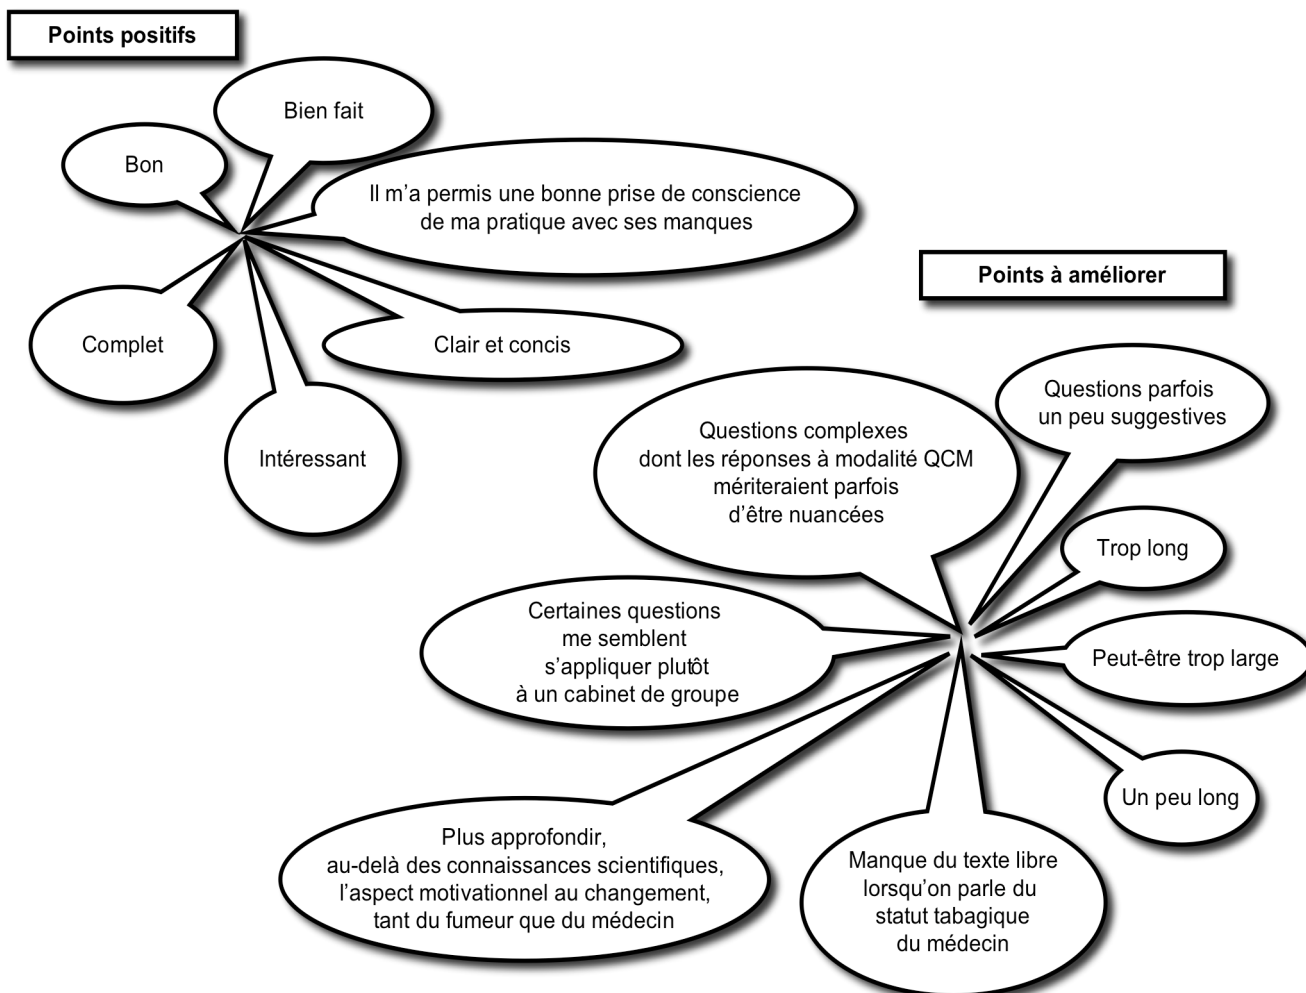 Points positifs
Bien fait
Bon
Il m'a permis une bonne prise de conscience
de ma pratique avec ses manques
Complet
Clair et concis
Intéressant
Points à améliorer
Questions parfois
un peu suggestives
Questions complexes
dont les réponses à modalité QCM
mériteraient parfois
d'être nuancées
Trop long
Certaines questions
me semblent
s'appliquer plutôt
à un cabinet de groupe
Peut-être trop large
Un peu long
Plus approfondir,
au-delà des connaissances scientifiques,
l'aspect motivationnel au changement,
tant du fumeur que du médecin
Manque du texte libre
lorsqu'on parle du
statut tabagique
du médecin